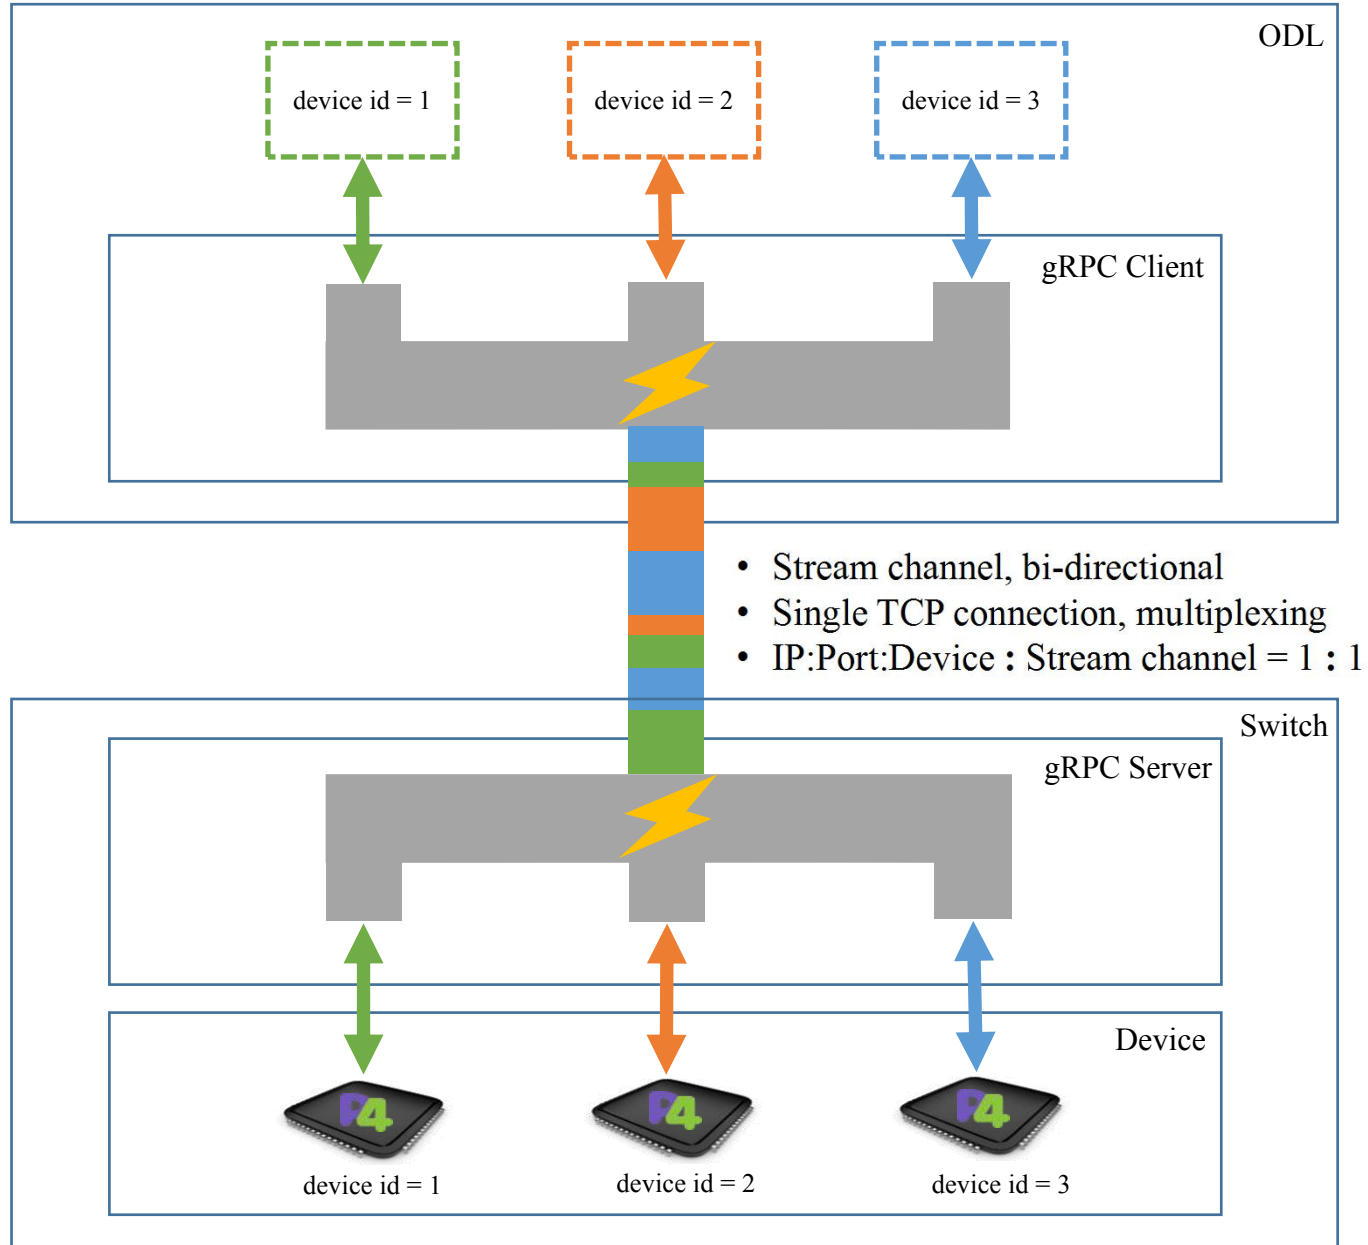 ODL
device id = 1
device id = 2
device id = 3
gRPC Client
• Stream channel, bi-directional
• Single TCP connection, multiplexing
• IP:Port:Device : Stream channel = 1 : 1
Switch
gRPC Server
Device
P4
P4
P4
device id = 1
device id = 2
device id = 3